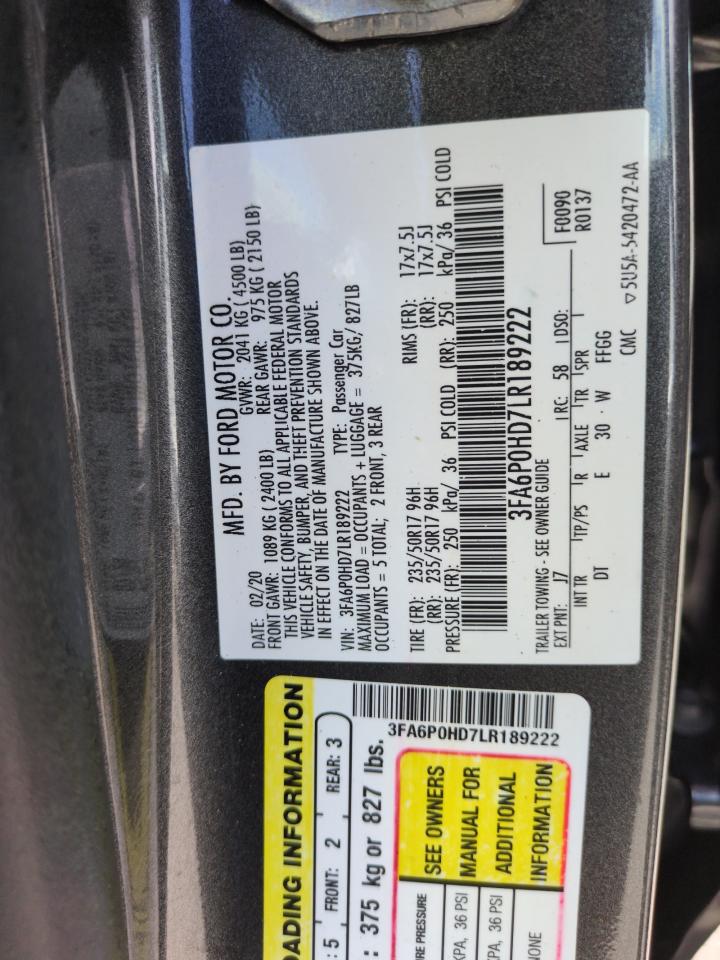 MFD. BY FORD MOTOR CO.
DATE: 02/20 GVWR: 2041 KG ( 4500 LB)
FRONT GAWR: 1089 KG ( 2400 LB) REAR GAWR: 975 KG ( 2150 LB)
THIS VEHICLE CONFORMS TO ALL APPLICABLE FEDERAL MOTOR
VEHICLE SAFETY, BUMPER, AND THEFT PREVENTION STANDARDS
IN EFFECT ON THE DATE OF MANUFACTURE SHOWN ABOVE.
VIN: 3FA6P0HD7LR189222 TYPE: Passenger Car
MAXIMUM LOAD = OCCUPANTS + LUGGAGE = 375KG/ 827LB
OCCUPANTS = 5 TOTAL; 2 FRONT, 3 REAR
TIRE (FR): 235/50R17 96H RIMS (FR): 17x7.5J
(RR): 235/50R17 96H (RR): 17x7.5J
PRESSURE (FR): 250 kPa/ 36 PSI COLD (RR): 250 kPa/ 36 PSI COLD
3FA6P0HD7LR189222
TRAILER TOWING - SEE OWNER GUIDE F0090
EXT PNT: J7 RC: 58 DSO: R0137
INT TR TP/PS R AXLE TR SPR
DT E 30 · W FFGG
CMC ▽5U5A-5420472-AA
OADING INFORMATION
: 5 FRONT: 2 REAR: 3
: 375 kg or 827 lbs.
3FA6P0HD7LR189222
RE PRESSURE
KPA, 36 PSI
KPA, 36 PSI
NONE
SEE OWNERS
MANUAL FOR
ADDITIONAL
INFORMATION